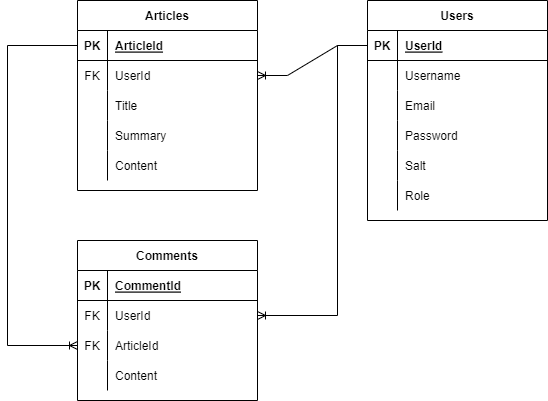 Articles
PK ArticleId
FK UserId
Title
Summary
Content
Users
PK UserId
Username
Email
Password
Salt
Role
Comments
PK CommentId
FK UserId
FK ArticleId
Content